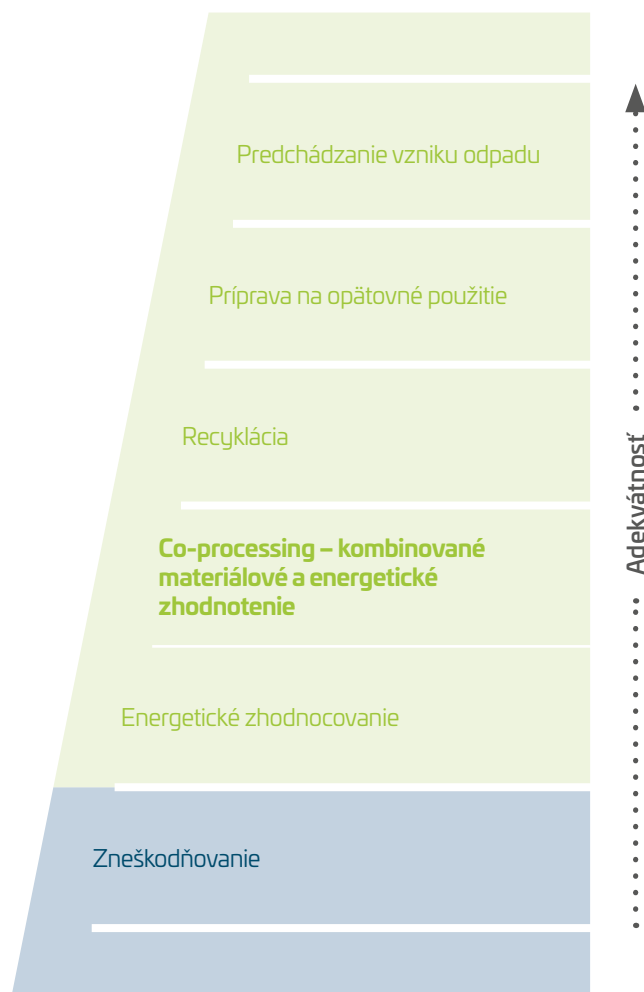 Predchádzanie vzniku odpadu
Príprava na opätovné použitie
Recyklácia
Co-processing – kombinované
materiálové a energetické
zhodnotenie
Energetické zhodnocovanie
Zneškodňovanie
Adekvátnosť